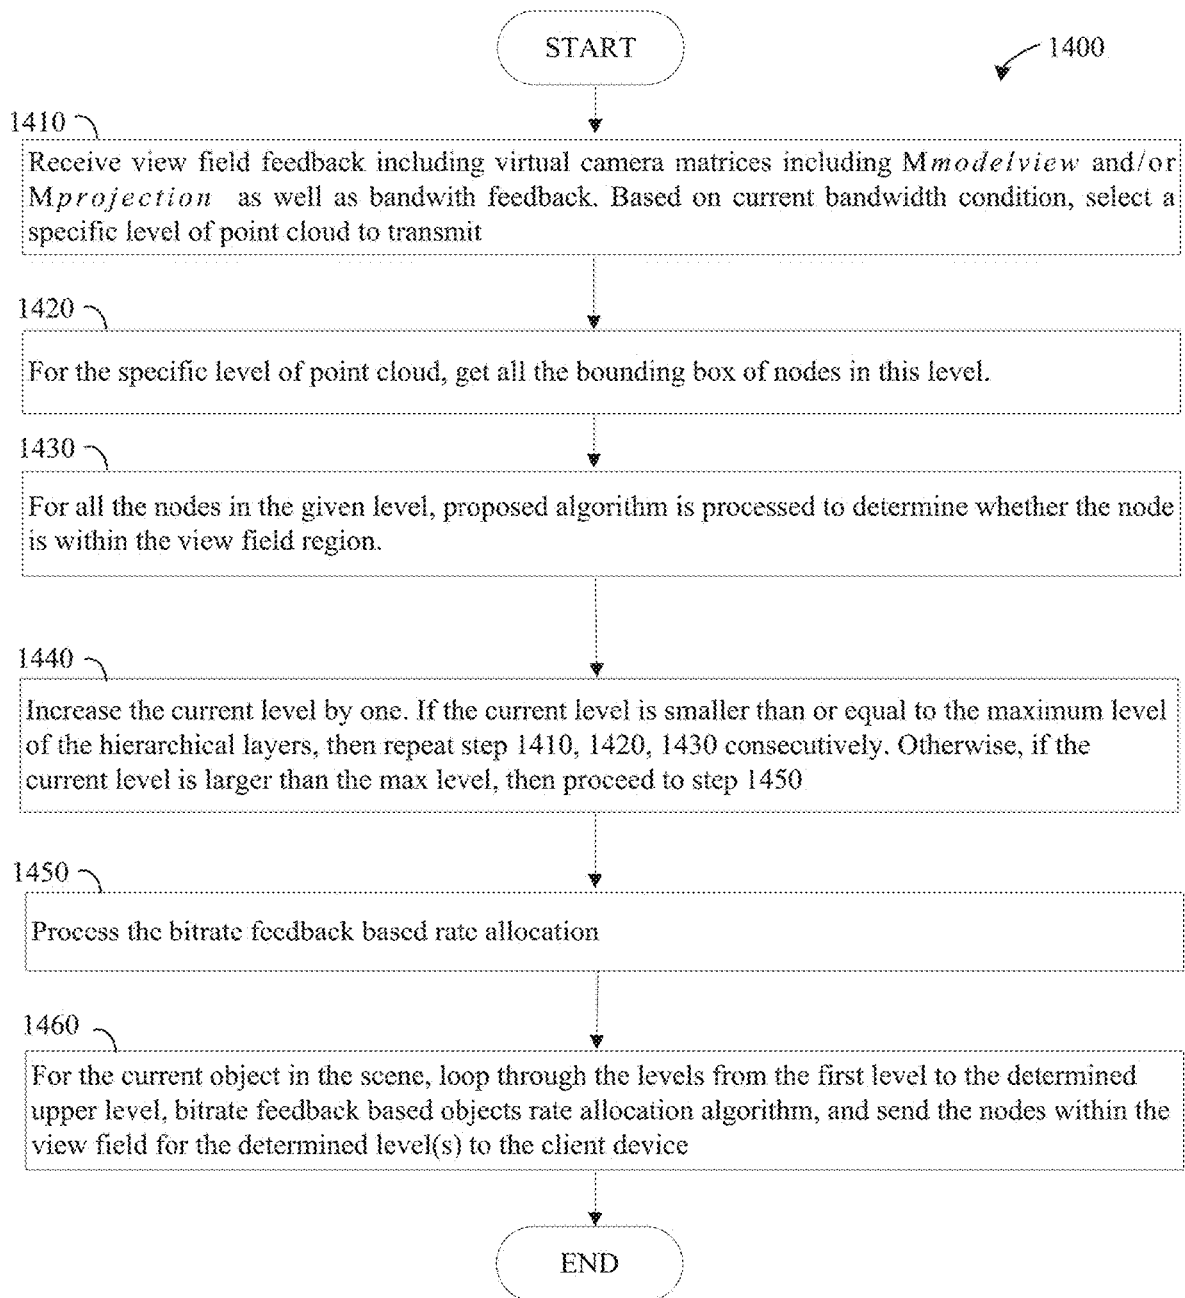 START
1400
1410
Receive view field feedback including virtual camera matrices including Mmodelview and/or
Mprojection as well as bandwith feedback. Based on current bandwidth condition, select a
specific level of point cloud to transmit
1420
For the specific level of point cloud, get all the bounding box of nodes in this level.
1430
For all the nodes in the given level, proposed algorithm is processed to determine whether the node
is within the view field region.
1440
Increase the current level by one. If the current level is smaller than or equal to the maximum level
of the hierarchical layers, then repeat step 1410, 1420, 1430 consecutively. Otherwise, if the
current level is larger than the max level, then proceed to step 1450
1450
Process the bitrate feedback based rate allocation
1460
For the current object in the scene, loop through the levels from the first level to the determined
upper level, bitrate feedback based objects rate allocation algorithm, and send the nodes within the
view field for the determined level(s) to the client device
END